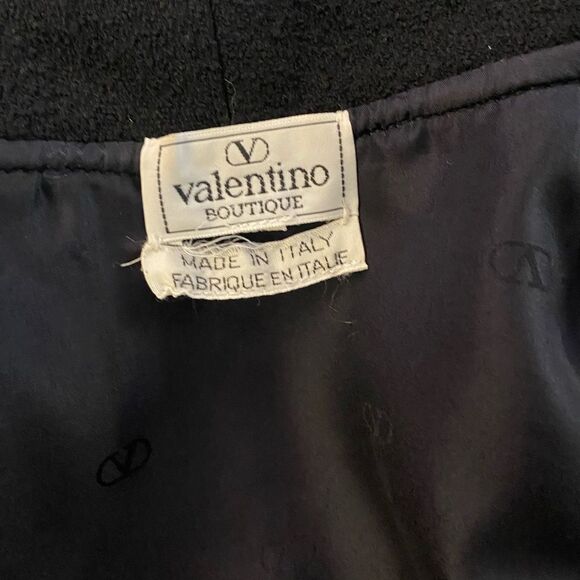 V
valentino
BOUTIQUE
MADE IN ITALY
FABRIQUE EN ITALIE
V
V